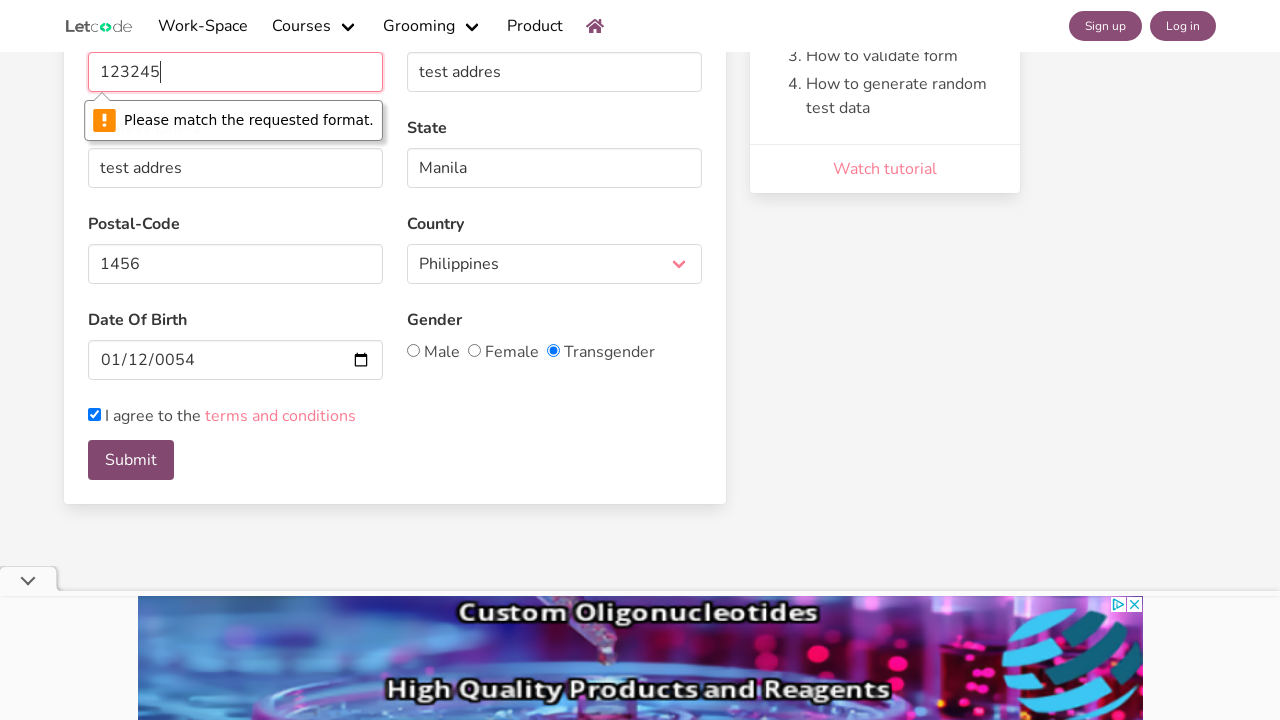 Letcode Work-Space Courses Grooming Product Sign up Log in
123245 test addres
Please match the requested format.
State
test addres Manila
Postal-Code Country
1456 Philippines
Date Of Birth Gender
01/12/0054 Male Female Transgender
I agree to the terms and conditions
Submit
3. How to validate form
4. How to generate random
test data
Watch tutorial
Custom Oligonucleotides
High Quality Products and Reagents